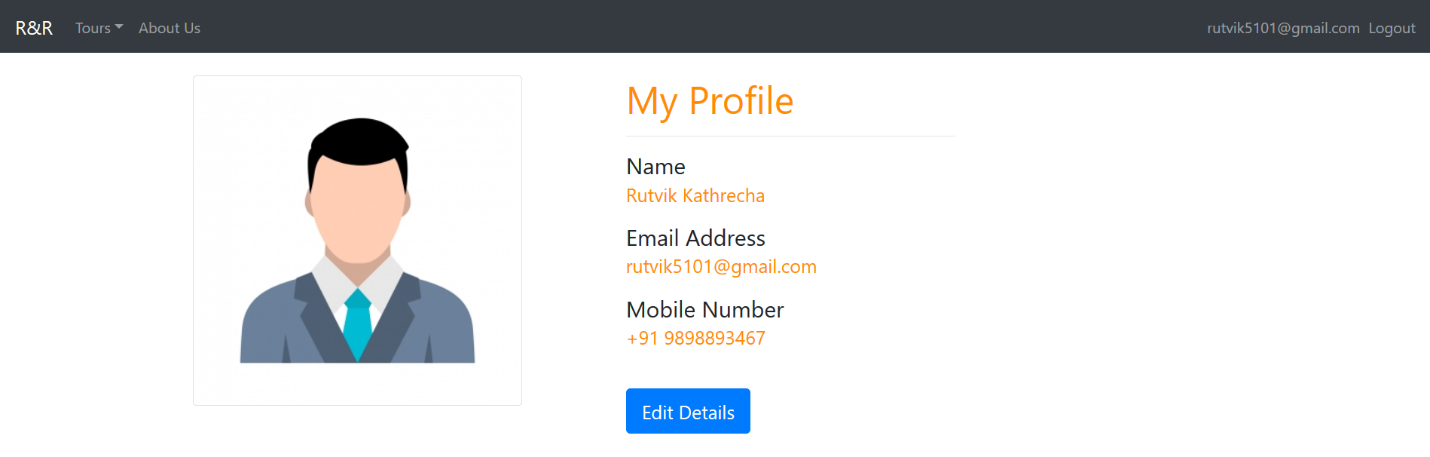 R&R Tours About Us rutvik5101@gmail.com Logout
My Profile
Name
Rutvik Kathrecha
Email Address
rutvik5101@gmail.com
Mobile Number
+91 9898893467
Edit Details